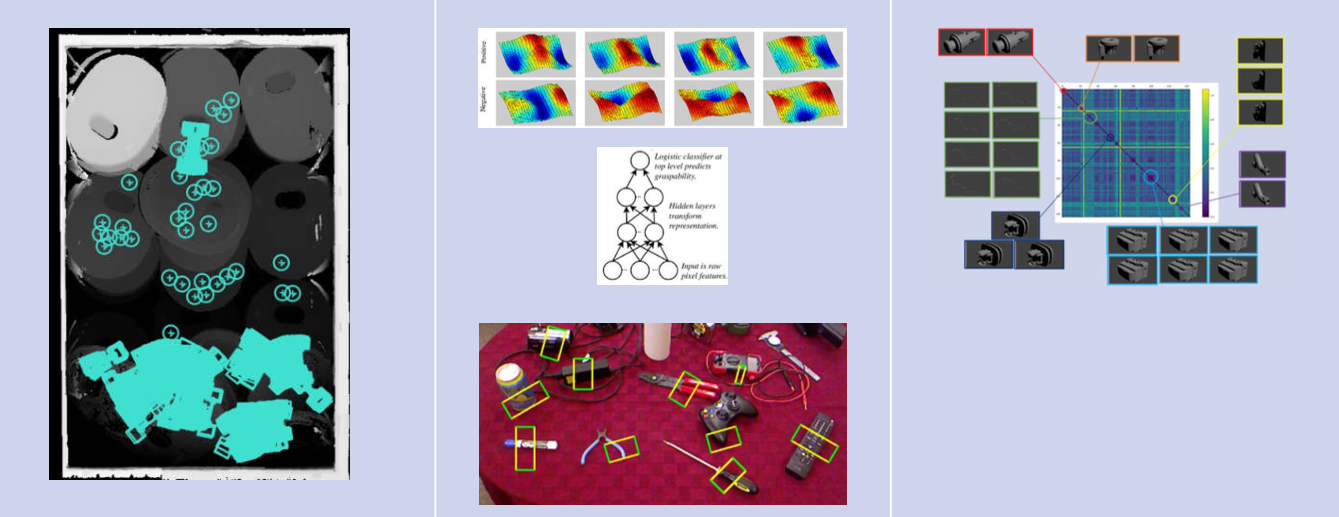 Positive
Negative
Logistic classifier at
top level predicts
graspability.
Hidden layers
transform
representation.
Input is raw
pixel features.